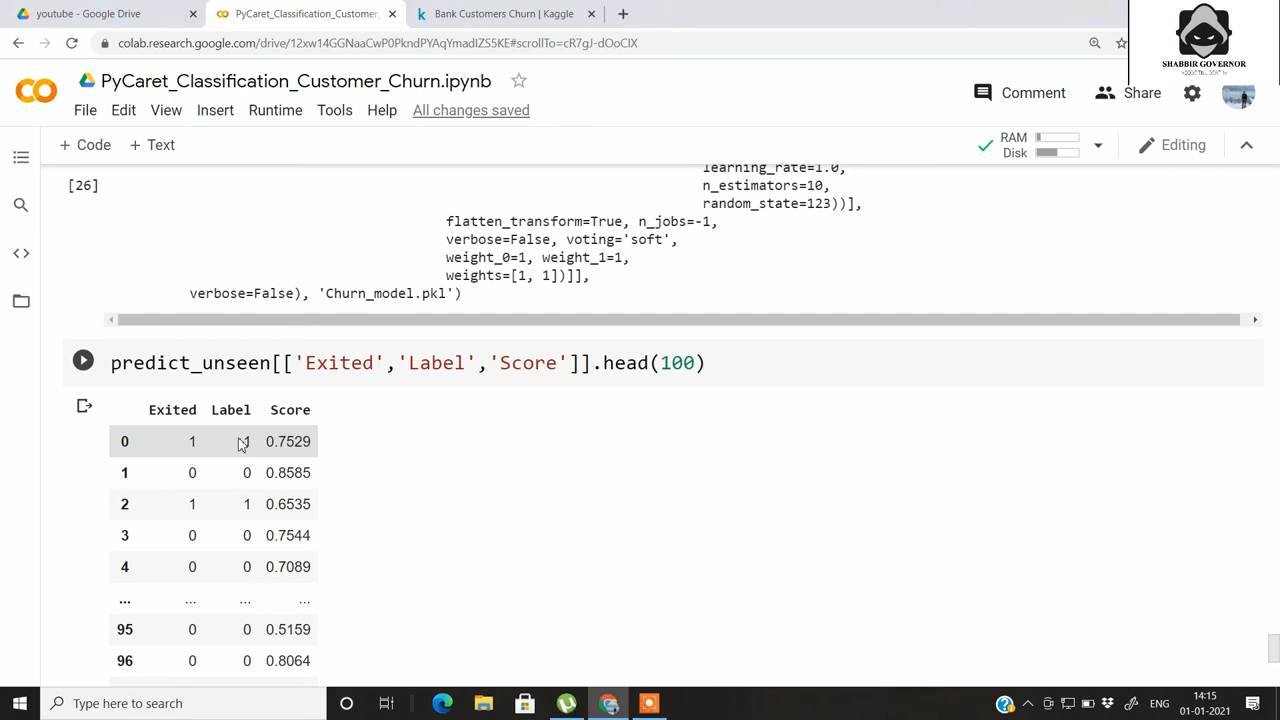 youtube - Google Drive
PyCaret_Classification_Customer_
Bank Customers Churn | Kaggle
colab.research.google.com/drive/12xw14GGNaaCwP0PkndPYAqYmadIZS5KE#scrollTo=cR7gJ-dOoCIX
SHABBIR GOVERNOR
PyCaret_Classification_Customer_Churn.ipynb
Comment
Share
File Edit View Insert Runtime Tools Help All changes saved
+ Code + Text
RAM
Disk
Editing
learning_rate=1.0,
[26]
n_estimators=10,
random_state=123))],
flatten_transform=True, n_jobs=-1,
verbose=False, voting='soft',
weight_0=1, weight_1=1,
weights=[1, 1])]],
verbose=False), 'Churn_model.pkl')
predict_unseen[['Exited','Label','Score']].head(100)
Exited Label Score
0 1 1 0.7529
1 0 0 0.8585
2 1 1 0.6535
3 0 0 0.7544
4 0 0 0.7089
... ... ... ...
95 0 0 0.5159
96 0 0 0.8064
Type here to search
ENG
14:15
01-01-2021